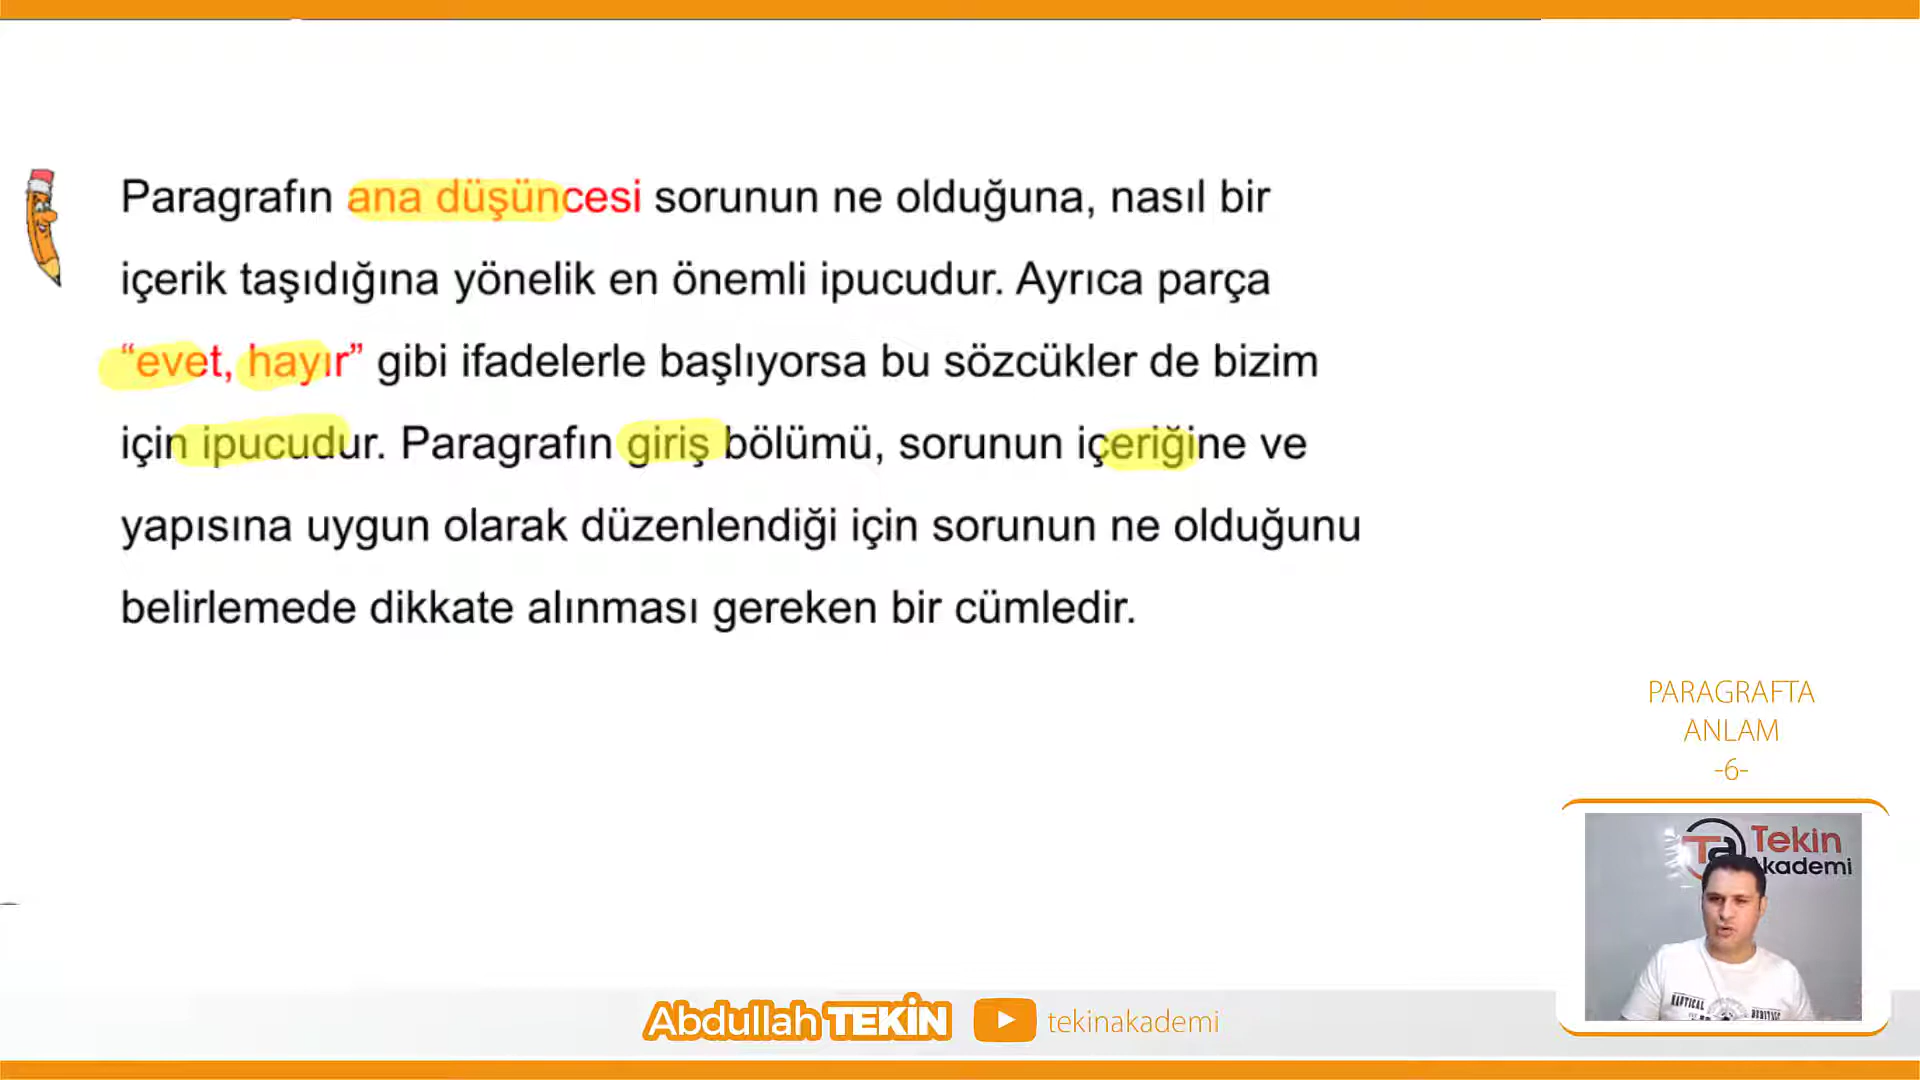 Paragrafın ana düşüncesi sorunun ne olduğuna, nasıl bir
içerik taşıdığına yönelik en önemli ipucudur. Ayrıca parça
“evet, hayır” gibi ifadelerle başlıyorsa bu sözcükler de bizim
için ipucudur. Paragrafın giriş bölümü, sorunun içeriğine ve
yapısına uygun olarak düzenlendiği için sorunun ne olduğunu
belirlemede dikkate alınması gereken bir cümledir.
PARAGRAFTA
ANLAM
-6-
Ta Tekin
Akademi
NAUTICAL
Abdullah TEKİN tekinakademi